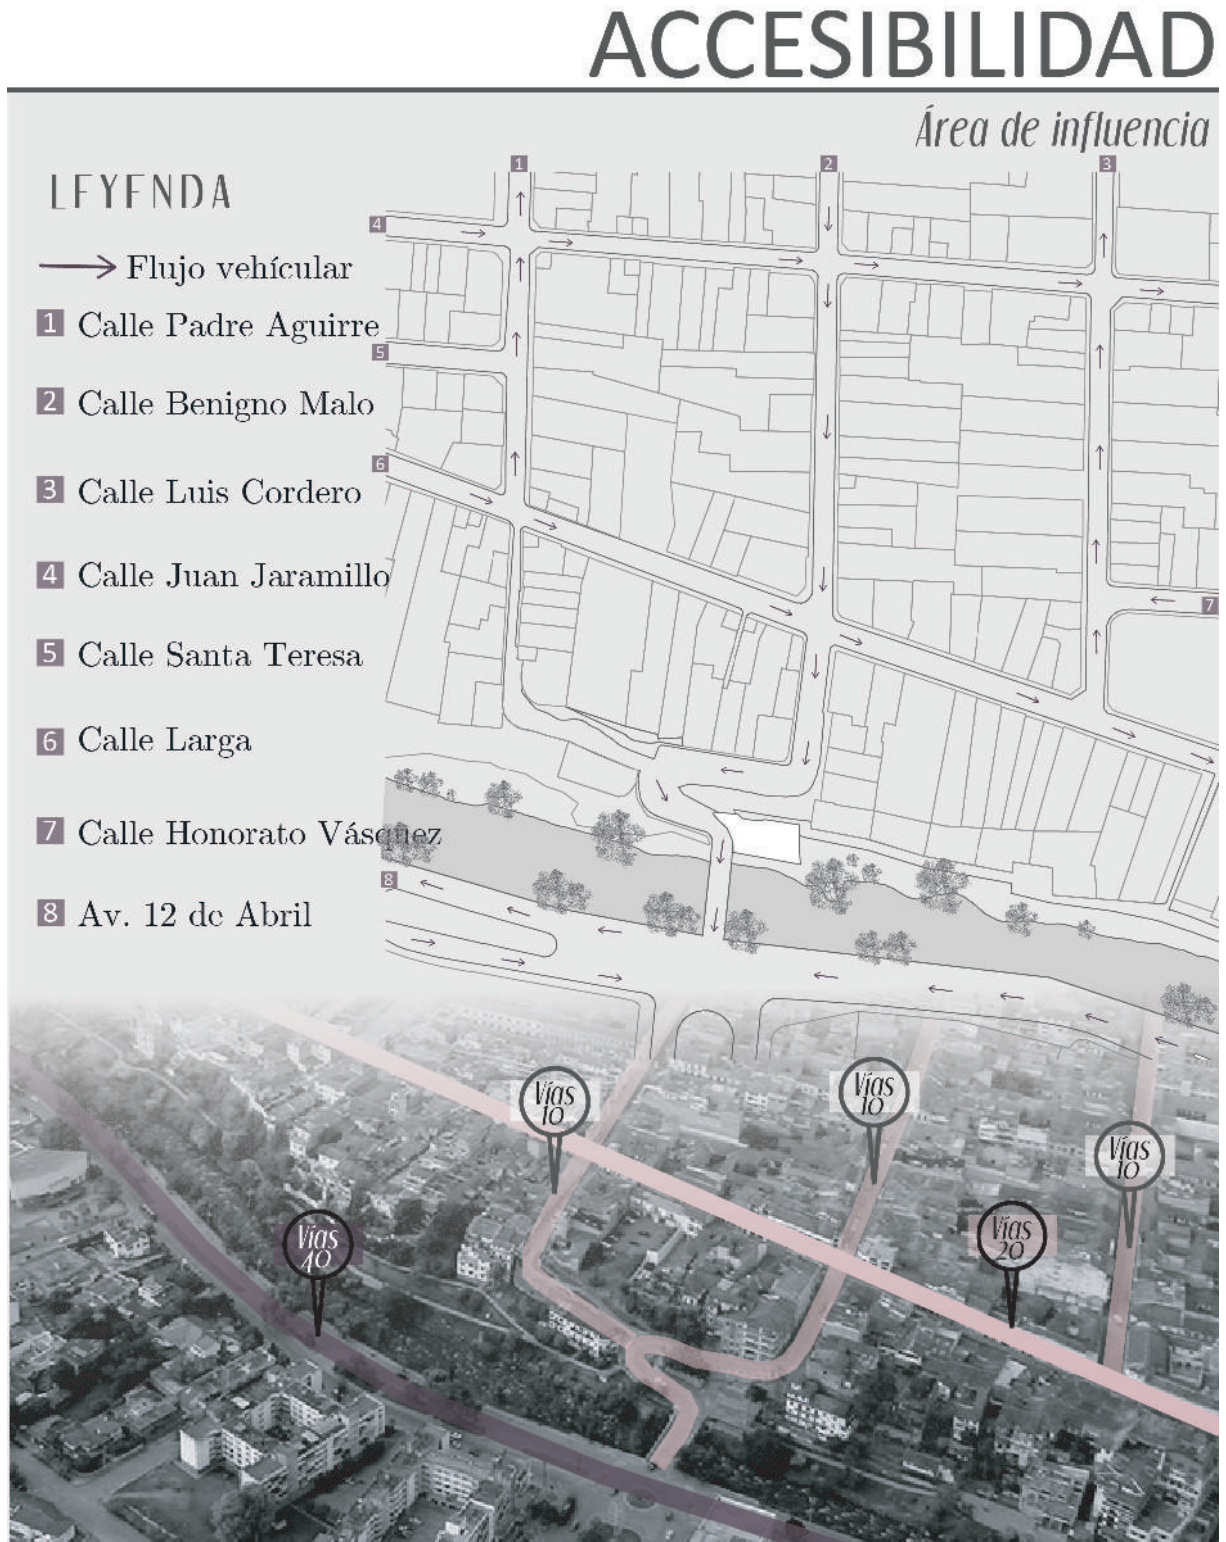 ACCESIBILIDAD
Área de influencia
LEYENDA
Flujo vehícular
1 Calle Padre Aguirre
2 Calle Benigno Malo
3 Calle Luis Cordero
4 Calle Juan Jaramillo
5 Calle Santa Teresa
6 Calle Larga
7 Calle Honorato Vásquez
8 Av. 12 de Abril
1
2
3
4
5
6
7
8
Vías
10
Vías
10
Vías
10
Vías
20
Vías
40